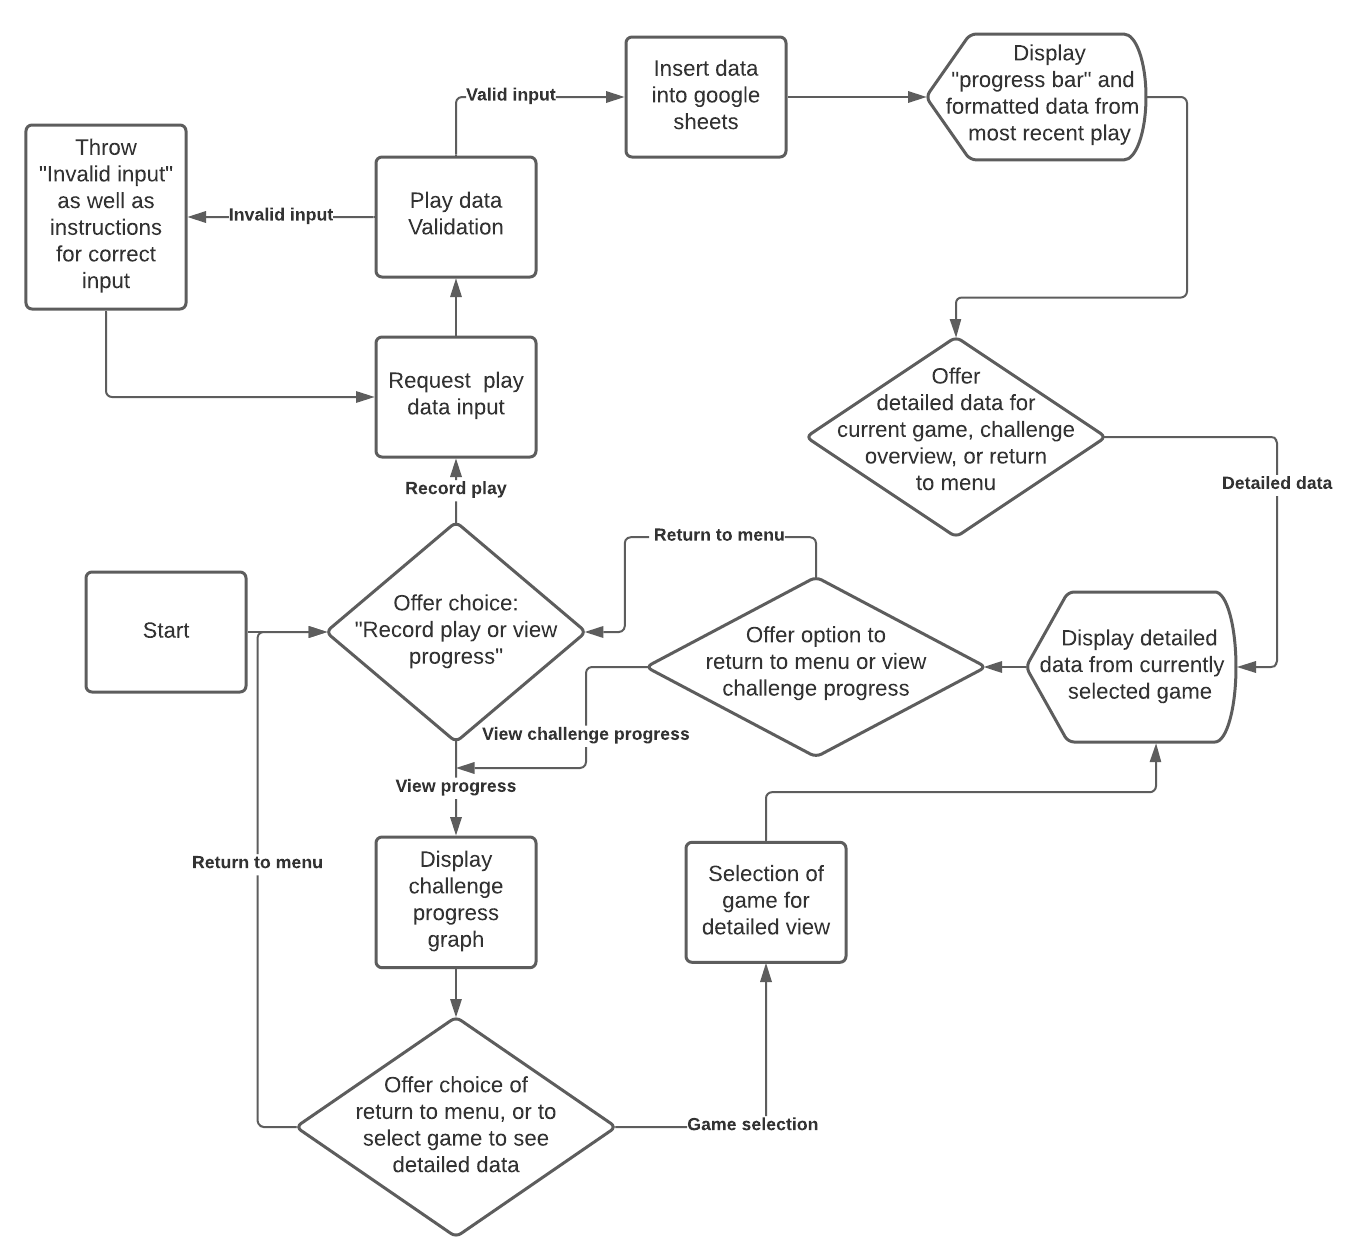 Display
"progress bar" and
formatted data from
most recent play
Insert data
into google
sheets
Valid input
Throw
"Invalid input"
as well as
instructions
for correct
input
Invalid input
Play data
Validation
Request  play
data input
Offer
detailed data for
current game, challenge
overview, or return
to menu
Detailed data
Record play
Return to menu
Start
Offer choice:
"Record play or view
progress"
Offer option to
return to menu or view
challenge progress
Display detailed
data from currently
selected game
View challenge progress
View progress
Return to menu
Display
challenge
progress
graph
Selection of
game for
detailed view
Offer choice of
return to menu, or to
select game to see
detailed data
Game selection